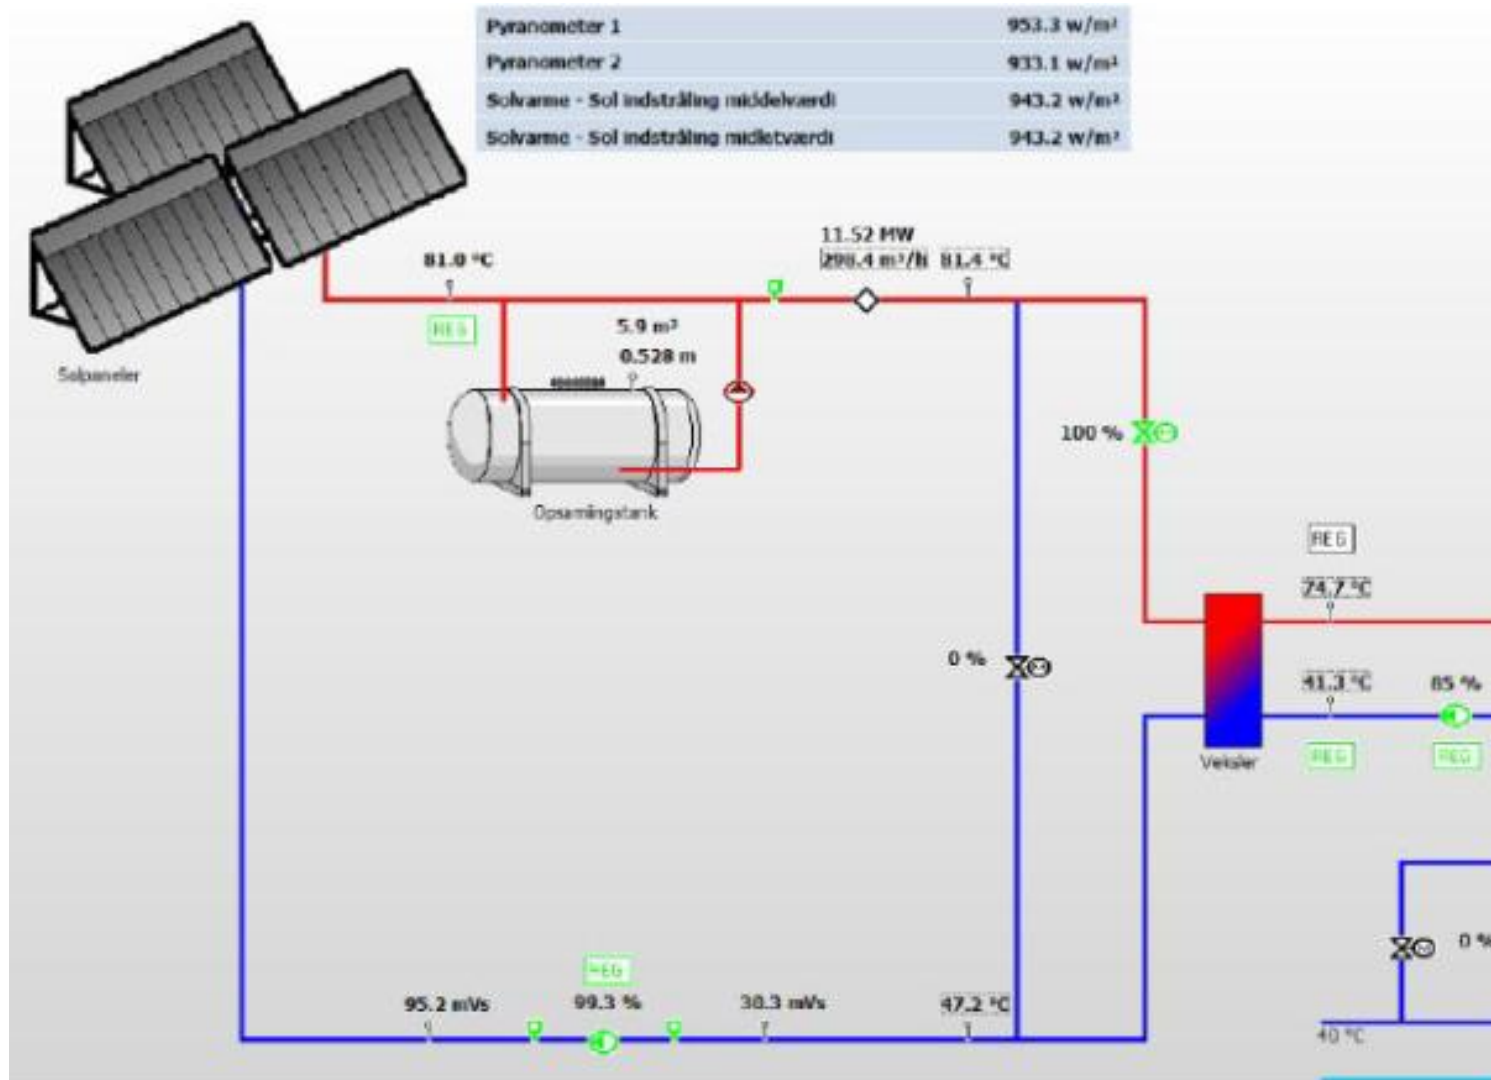 Pyranometer 1 953.3 w/m²
Pyranometer 2 933.1 w/m²
Solvarme - Sol indstråling middelværdi 943.2 w/m²
Solvarme - Sol indstråling midletværdi 943.2 w/m²
11.52 MW
298.4 m³/h 81.4 °C
81.0 °C
REG
5.9 m³
0.528 m
Solpaneler
100 %
Opsamlingstank
REG
74.7 °C
0 %
41.3 °C 85 %
Veksler
REG REG
0 %
REG
95.2 mVs 99.3 % 38.3 mVs 47.2 °C
40 °C